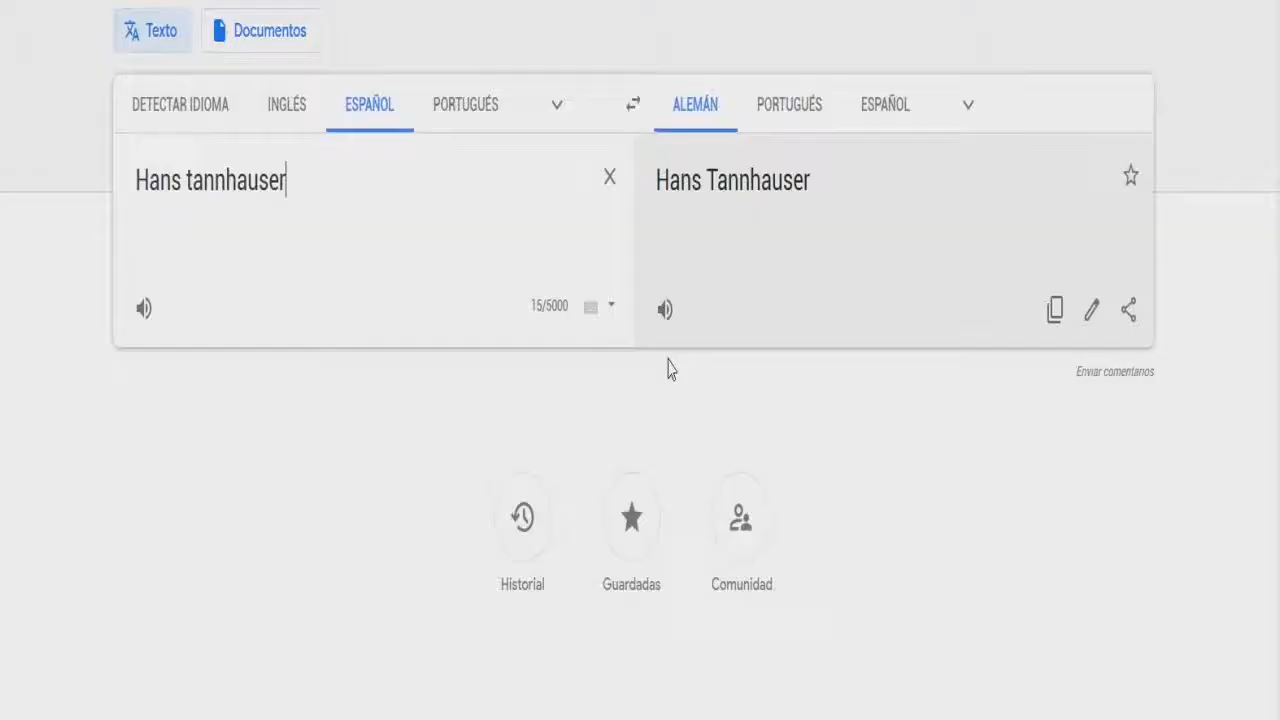 Texto Documentos
DETECTAR IDIOMA INGLÉS ESPAÑOL PORTUGUÉS ALEMÁN PORTUGUÉS ESPAÑOL
Hans tannhauser X Hans Tannhauser
15/5000
Enviar comentarios
Historial Guardadas Comunidad